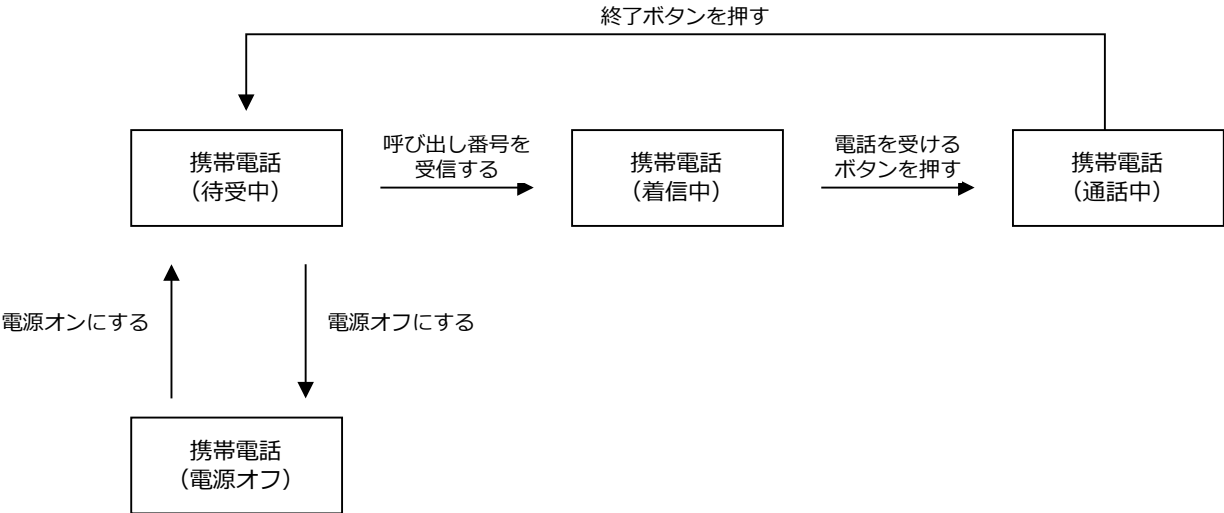 終了ボタンを押す
携帯電話
（待受中）
呼び出し番号を
受信する
携帯電話
（着信中）
電話を受ける
ボタンを押す
携帯電話
（通話中）
電源オンにする
電源オフにする
携帯電話
（電源オフ）